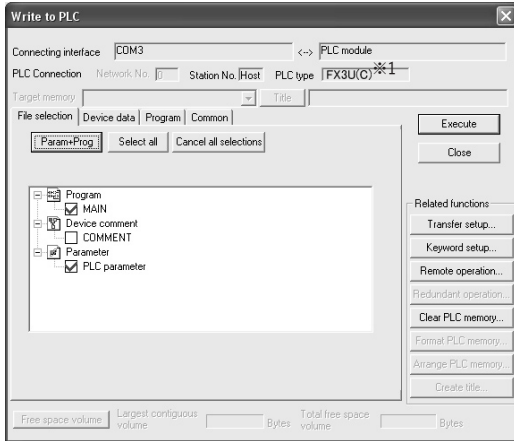 Write to PLC
Connecting interface COM3 <--> PLC module
PLC Connection Network No. 0 Station No. Host PLC type FX3U(C) ※1
Target memory Title
File selection Device data Program Common
Execute
Param+Prog Select all Cancel all selections
Close
Program
MAIN
Device comment
COMMENT
Parameter
PLC parameter
Related functions
Transfer setup...
Keyword setup...
Remote operation...
Redundant operation...
Clear PLC memory...
Format PLC memory...
Arrange PLC memory...
Create title...
Free space volume Largest contiguous volume Bytes Total free space volume Bytes